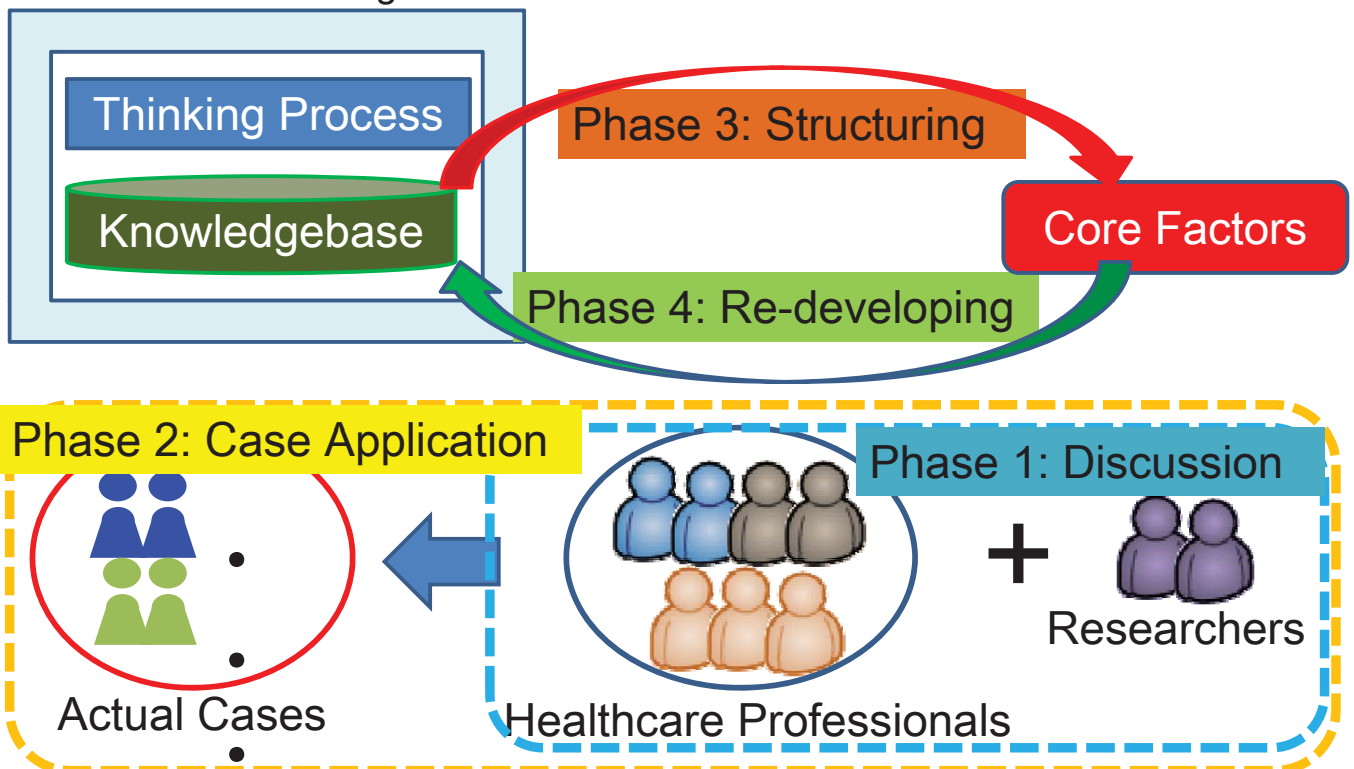 Thinking Process
Phase 3: Structuring
Knowledgebase
Core Factors
Phase 4: Re-developing
Phase 2: Case Application
Phase 1: Discussion
+
Researchers
Actual Cases
Healthcare Professionals